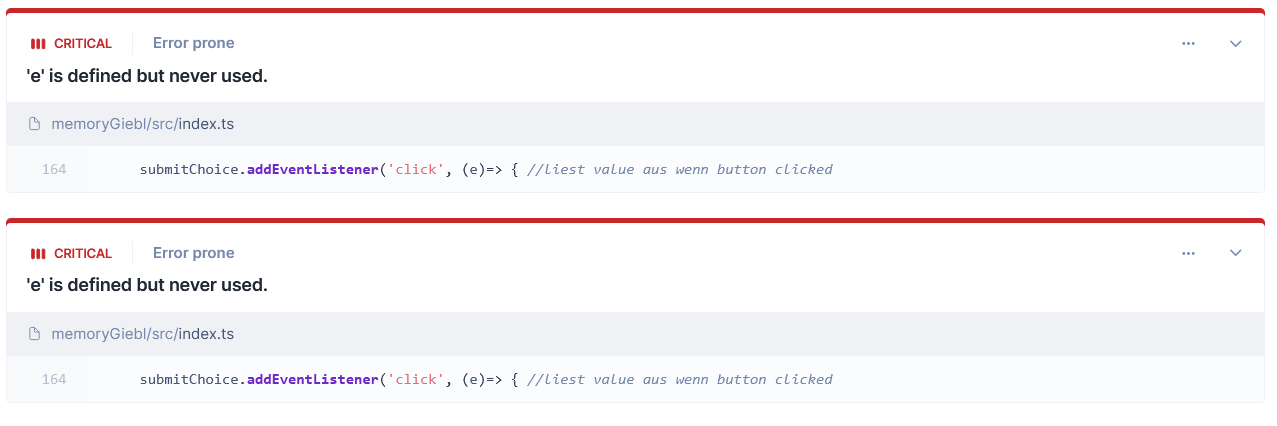 CRITICAL Error prone
'e' is defined but never used.
memoryGiebl/src/index.ts
164 submitChoice.addEventListener('click', (e)=> { //liest value aus wenn button clicked
CRITICAL Error prone
'e' is defined but never used.
memoryGiebl/src/index.ts
164 submitChoice.addEventListener('click', (e)=> { //liest value aus wenn button clicked